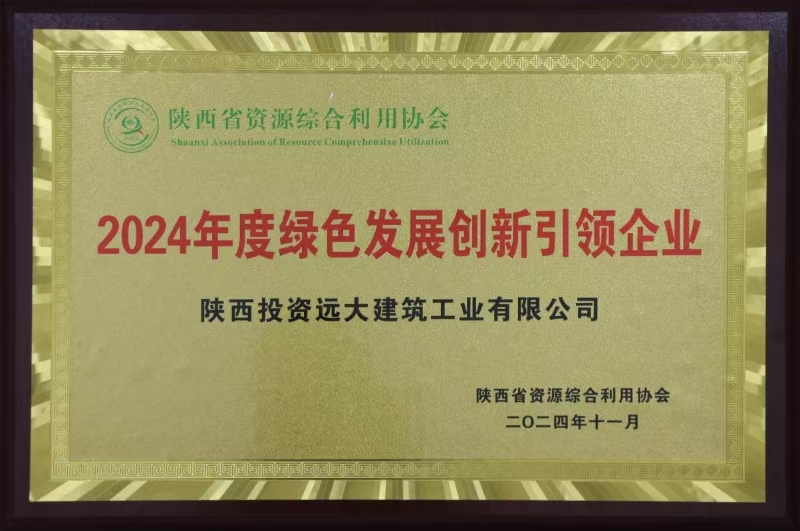 陕西省资源综合利用协会
Shaanxi Association of Resource Comprehensive Utilization
2024年度绿色发展创新引领企业
陕西投资远大建筑工业有限公司
陕西省资源综合利用协会
二〇二四年十一月